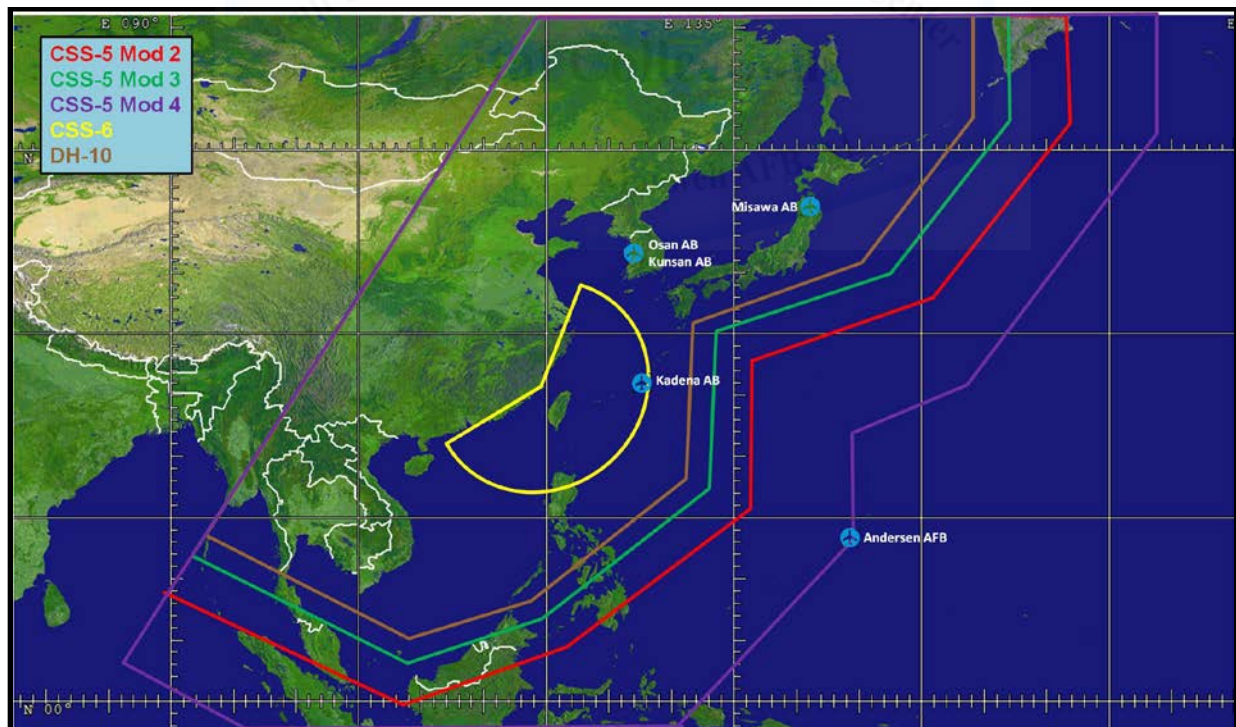 E 090°
E 135°
E
CSS-5 Mod 2
CSS-5 Mod 3
CSS-5 Mod 4
CSS-6
DH-10
N
Misawa AB
Osan AB
Kunsan AB
Kadena AB
Andersen AFB
N 00°